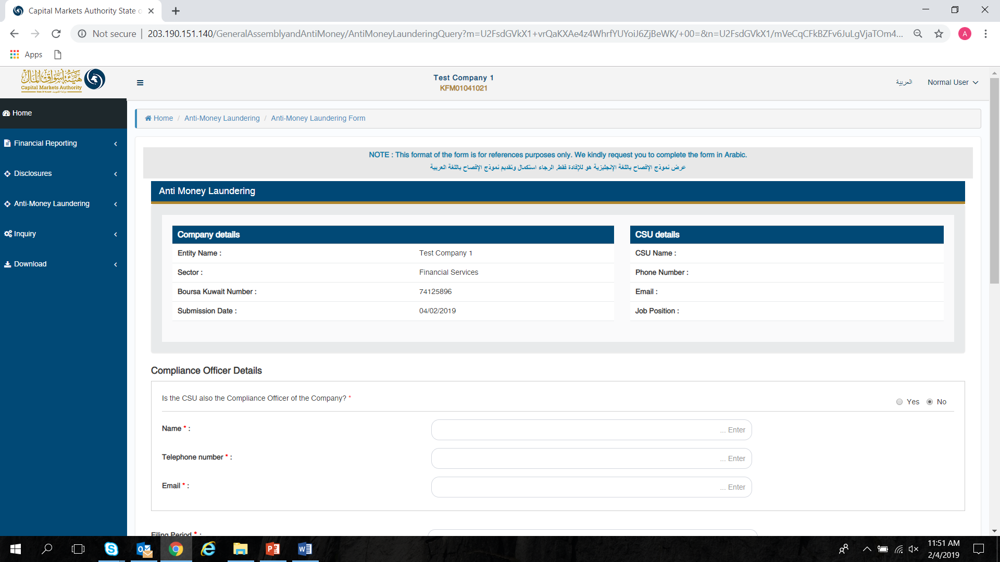 Capital Markets Authority State o
Not secure | 203.190.151.140/GeneralAssemblyandAntiMoney/AntiMoneyLaunderingQuery?m=U2FsdGVkX1+vrQaKXAe4z4WhrfYUYoiJ6ZjBeWK/+00=&n=U2FsdGVkX1/mVeCqCFkBZFv6JuLgVjaTOm4...
A
Apps
هيئة أسواق المال
Capital Markets Authority
Test Company 1
KFM01041021
العربية
Normal User
Home
Financial Reporting
Disclosures
Anti-Money Laundering
Inquiry
Download
Home / Anti-Money Laundering / Anti-Money Laundering Form
NOTE : This format of the form is for references purposes only. We kindly request you to complete the form in Arabic.
عرض نموذج الإفصاح باللغة الإنجليزية هو للإفادة فقط, الرجاء استكمال وتقديم نموذج الإفصاح باللغة العربية
Anti Money Laundering
Company details
Entity Name : Test Company 1
Sector : Financial Services
Boursa Kuwait Number : 74125896
Submission Date : 04/02/2019
CSU details
CSU Name :
Phone Number :
Email :
Job Position :
Compliance Officer Details
Is the CSU also the Compliance Officer of the Company? *
Yes No
Name * :
... Enter
Telephone number * :
... Enter
Email * :
... Enter
Filing Period * :
11:51 AM
2/4/2019